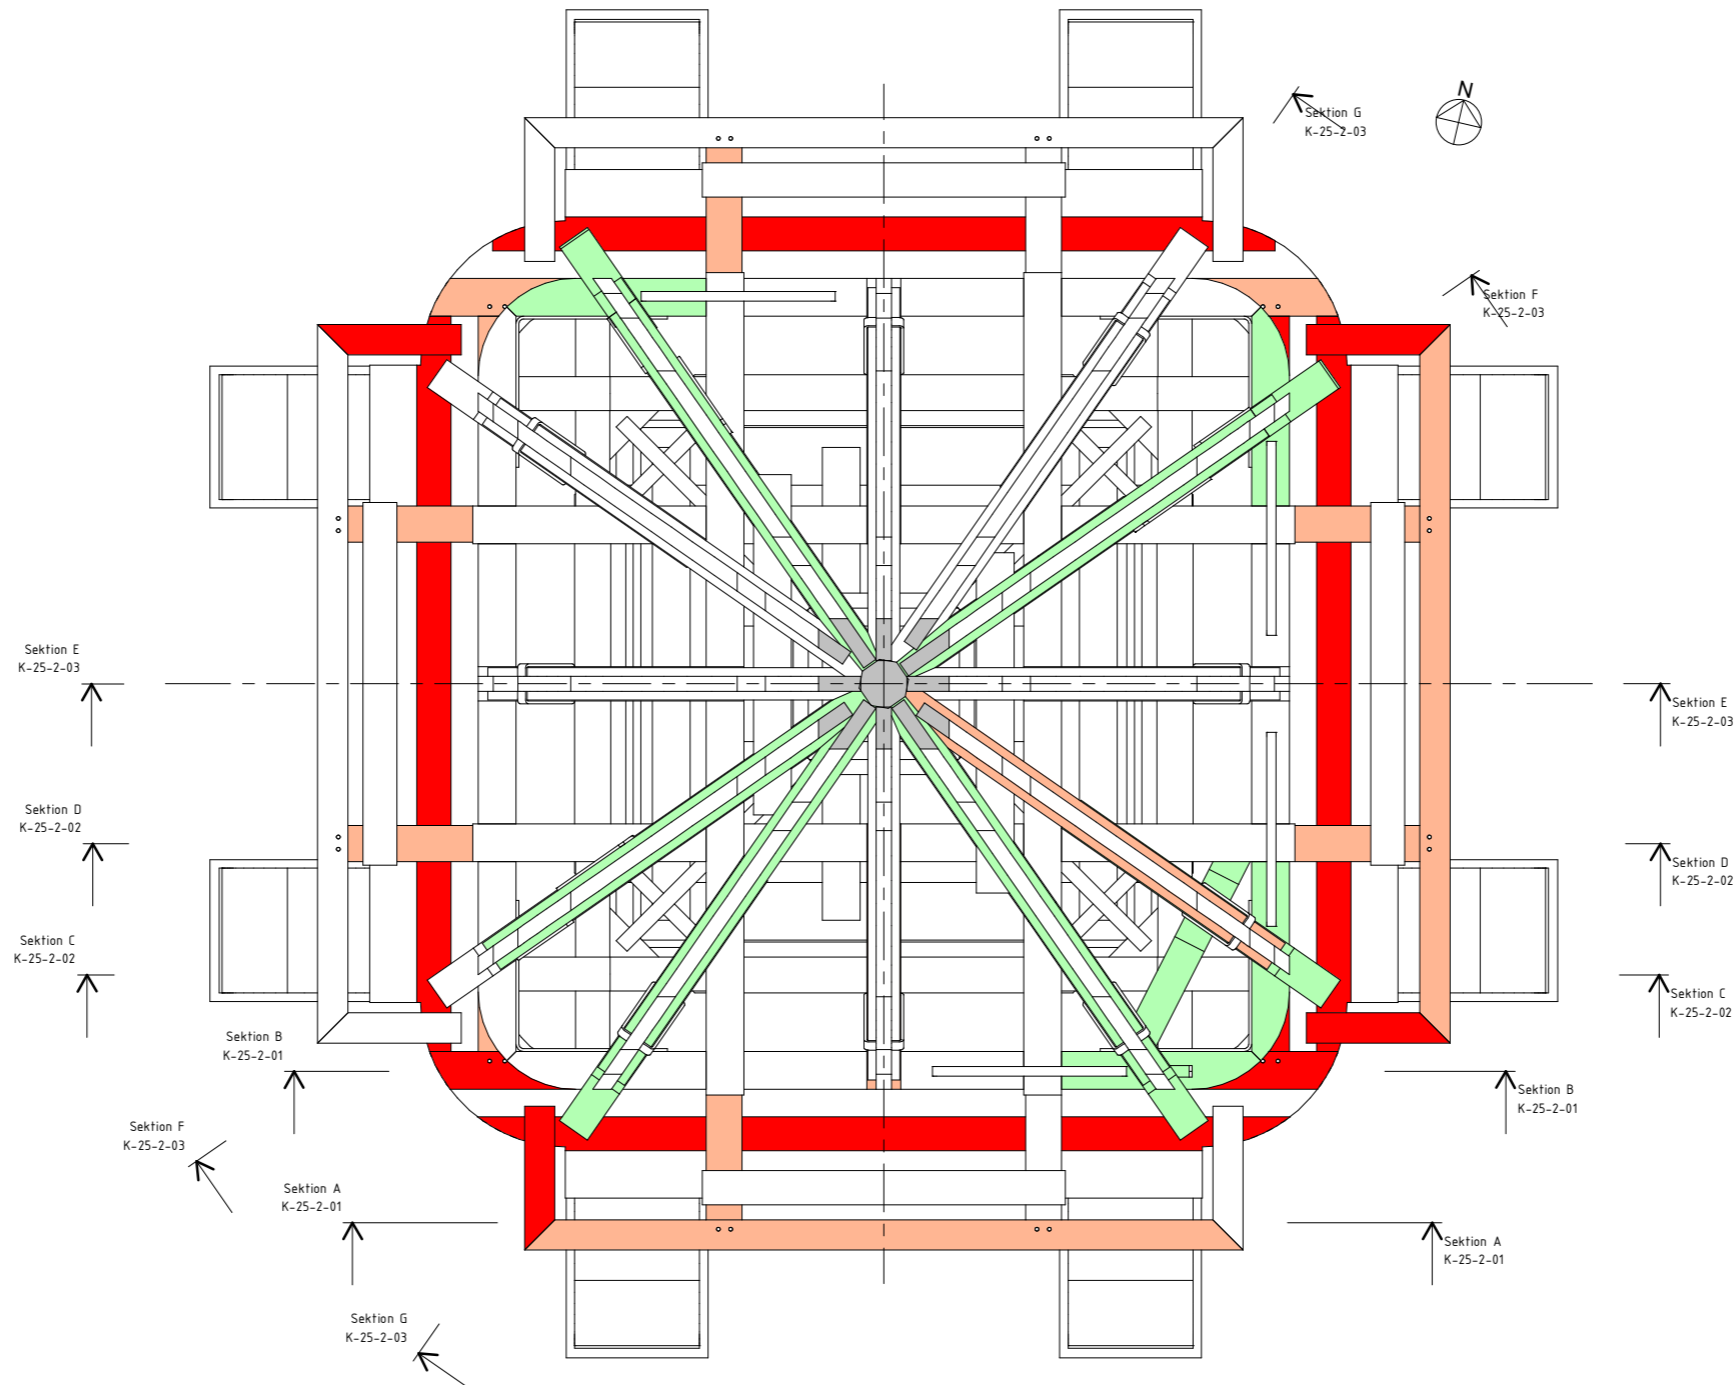 N
Sektion G
K-25-2-03
Sektion F
K-25-2-03
Sektion E
K-25-2-03
Sektion E
K-25-2-03
Sektion D
K-25-2-02
Sektion D
K-25-2-02
Sektion C
K-25-2-02
Sektion C
K-25-2-02
Sektion B
K-25-2-01
Sektion B
K-25-2-01
Sektion F
K-25-2-03
Sektion A
K-25-2-01
Sektion A
K-25-2-01
Sektion G
K-25-2-03